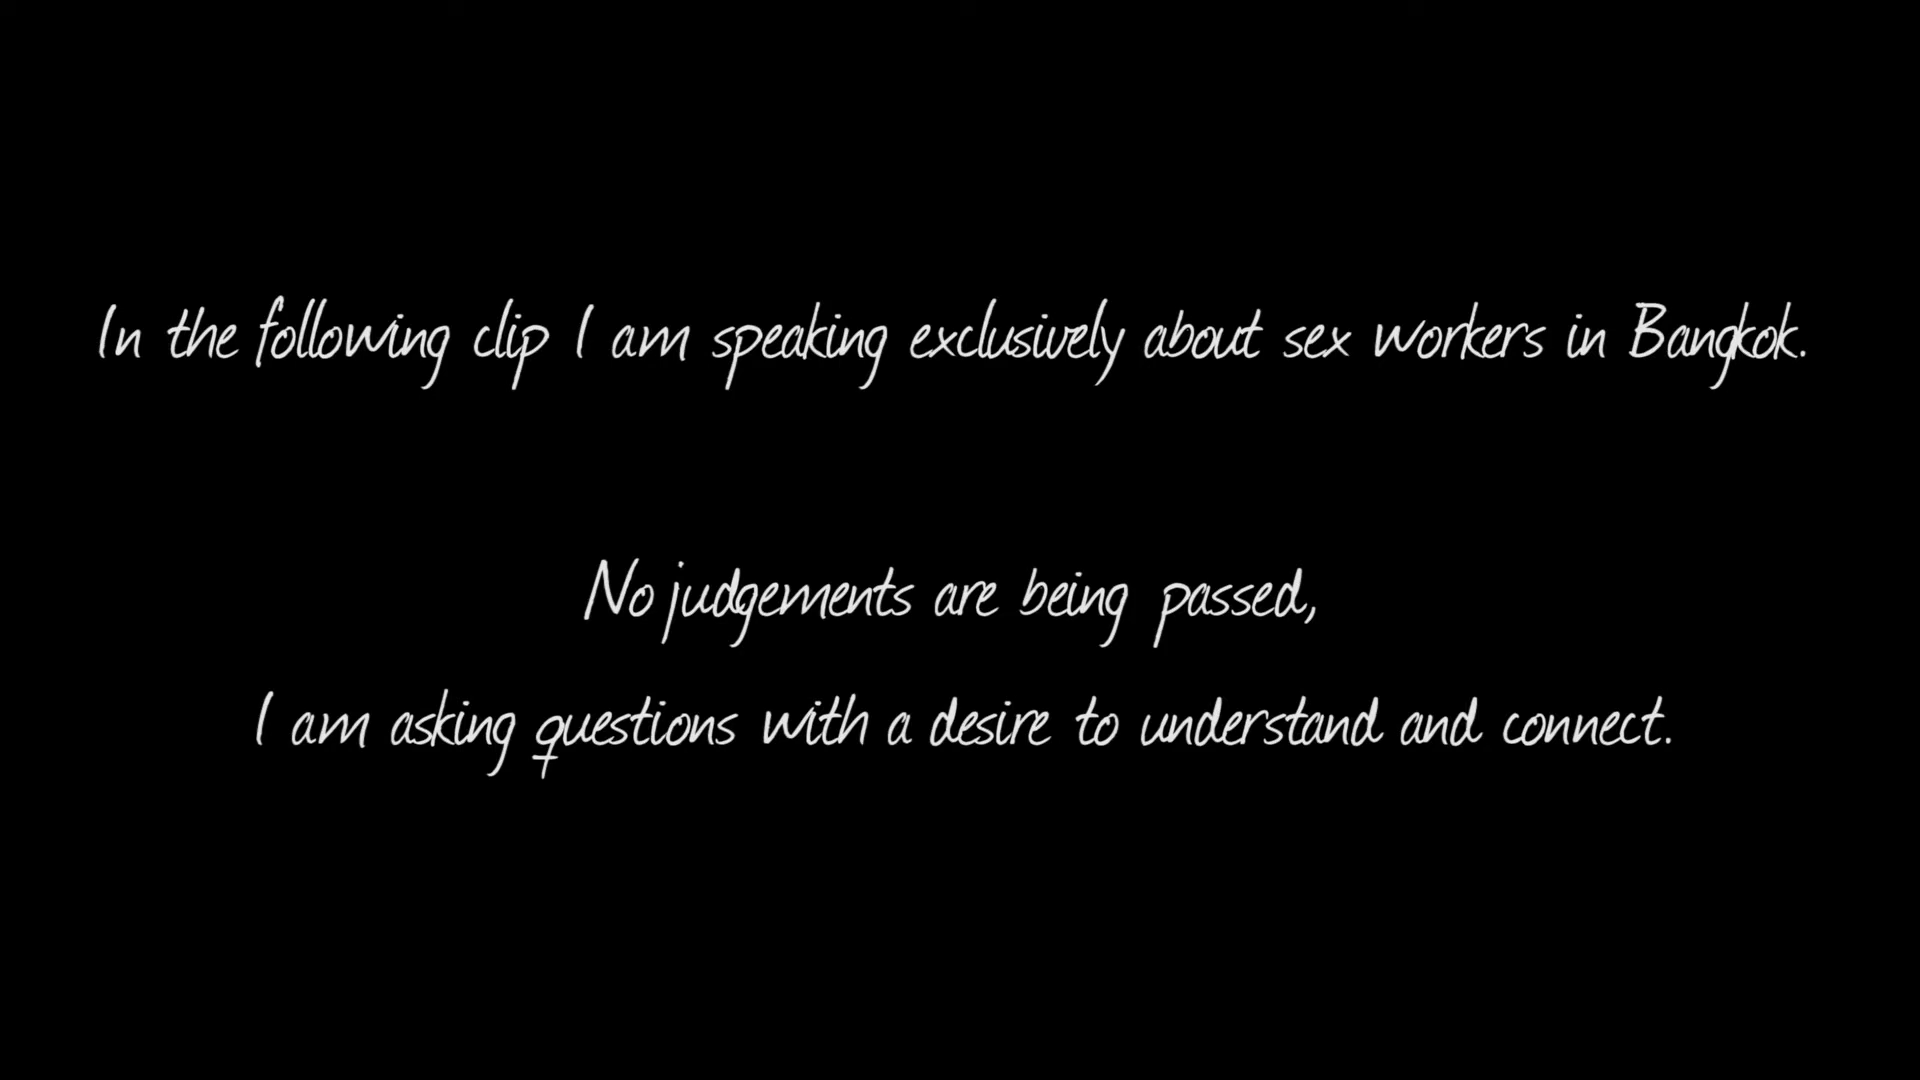 In the following clip I am speaking exclusively about sex workers in Bangkok.
No judgements are being passed,
I am asking questions with a desire to understand and connect.